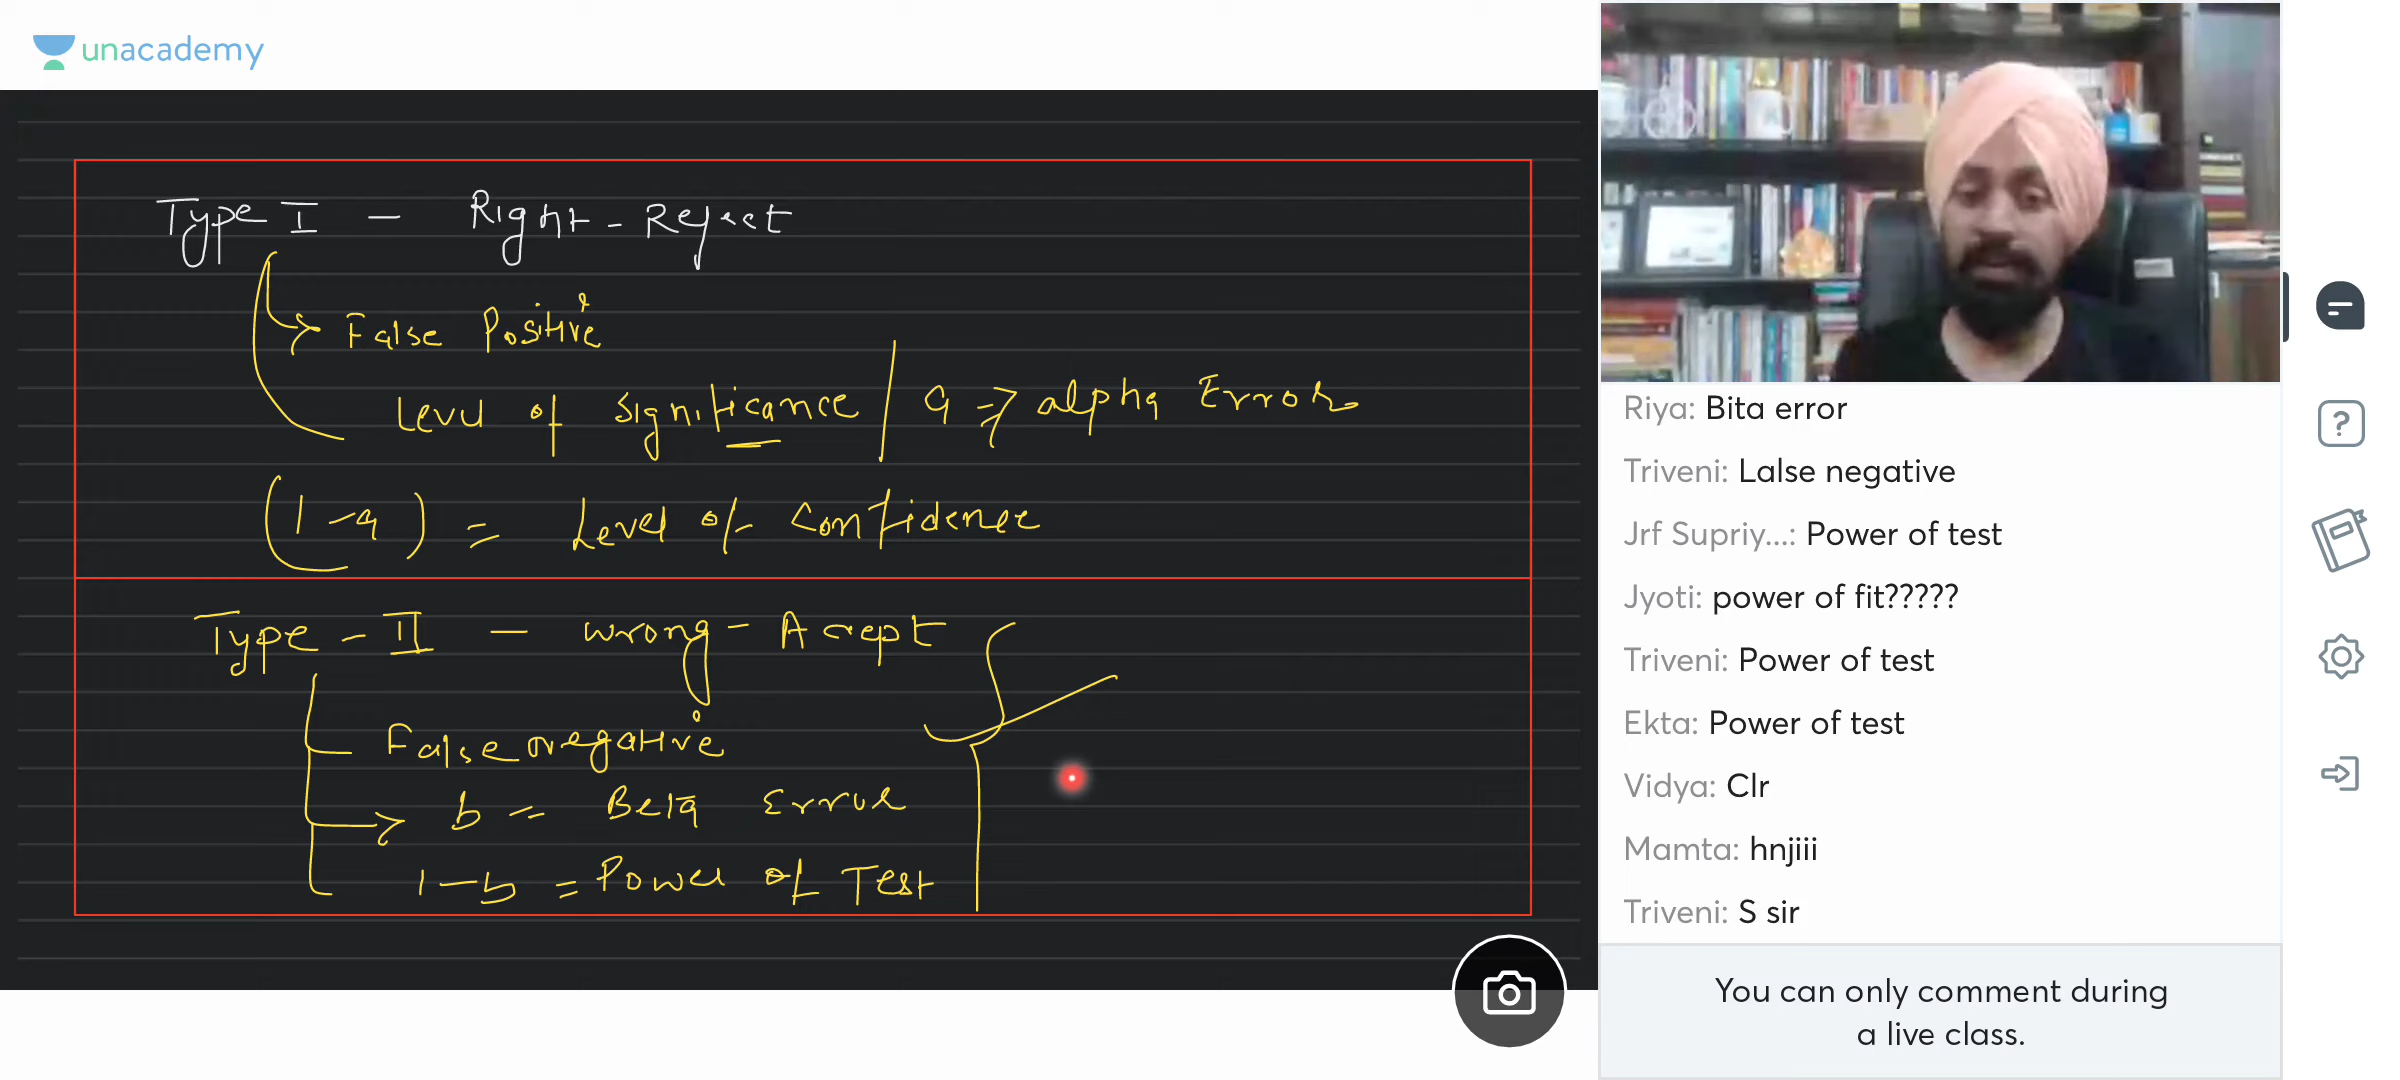 unacademy
Type I - Right - Reject
False Positive
Level of significance / a => alpha Error
(1-a) = Level of confidence
Type - II - wrong - Accept
False negative
b = Beta Error
1-b = Power of Test
Riya: Bita error
Triveni: Lalse negative
Jrf Supriy...: Power of test
Jyoti: power of fit?????
Triveni: Power of test
Ekta: Power of test
Vidya: Clr
Mamta: hnjiii
Triveni: S sir
You can only comment during
a live class.
?